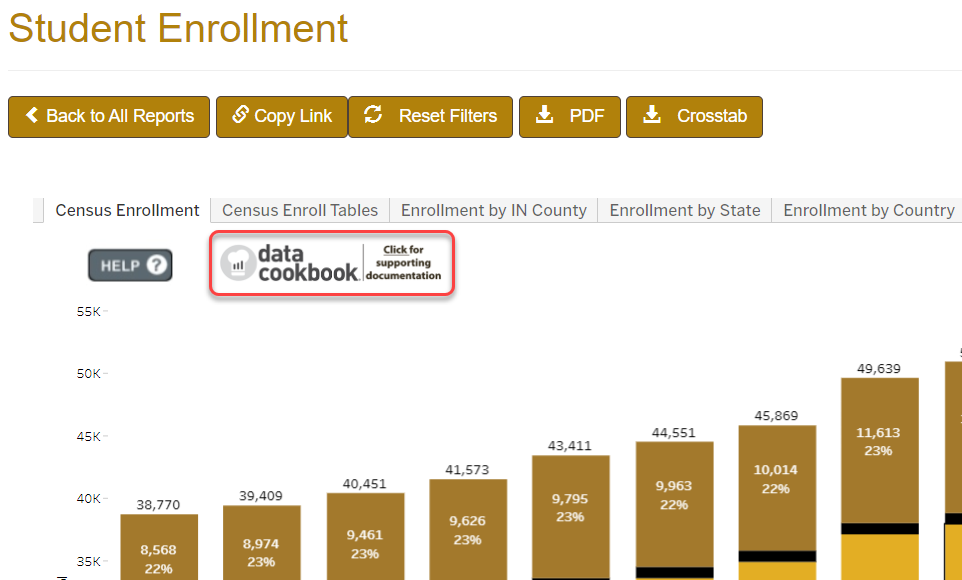 Student Enrollment
Back to All Reports
Copy Link
Reset Filters
PDF
Crosstab
Census Enrollment
Census Enroll Tables
Enrollment by IN County
Enrollment by State
Enrollment by Country
HELP ?
data
cookbook
Click for
supporting
documentation
55K
50K
45K
40K
35K
38,770
8,568
22%
39,409
8,974
23%
40,451
9,461
23%
41,573
9,626
23%
43,411
9,795
23%
44,551
9,963
22%
45,869
10,014
22%
49,639
11,613
23%